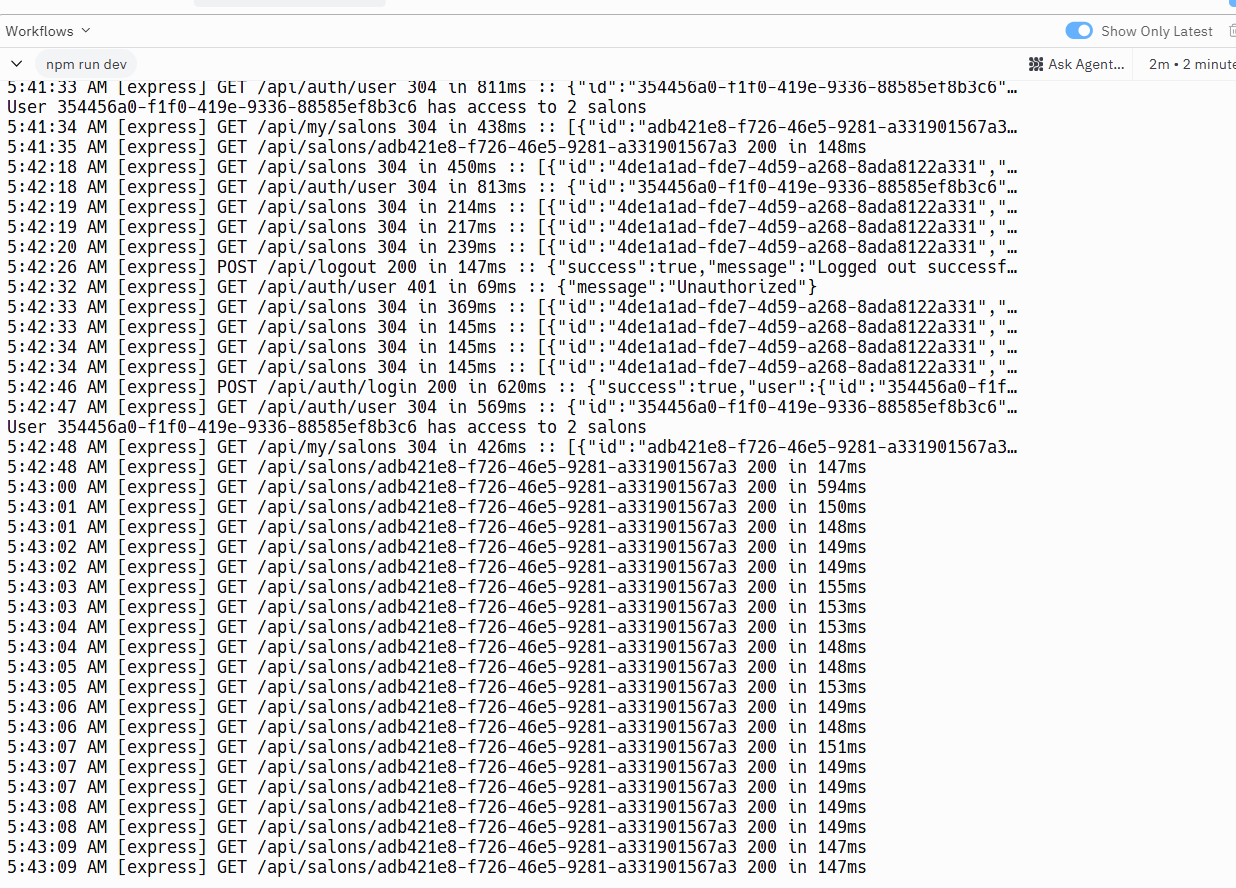 Workflows
Show Only Latest
npm run dev
Ask Agent...
2m • 2 minute
5:41:33 AM [express] GET /api/auth/user 304 in 811ms :: {"id":"354456a0-f1f0-419e-9336-88585ef8b3c6"…
User 354456a0-f1f0-419e-9336-88585ef8b3c6 has access to 2 salons
5:41:34 AM [express] GET /api/my/salons 304 in 438ms :: [{"id":"adb421e8-f726-46e5-9281-a331901567a3…
5:41:35 AM [express] GET /api/salons/adb421e8-f726-46e5-9281-a331901567a3 200 in 148ms
5:42:18 AM [express] GET /api/salons 304 in 450ms :: [{"id":"4de1a1ad-fde7-4d59-a268-8ada8122a331","…
5:42:18 AM [express] GET /api/auth/user 304 in 813ms :: {"id":"354456a0-f1f0-419e-9336-88585ef8b3c6"…
5:42:19 AM [express] GET /api/salons 304 in 214ms :: [{"id":"4de1a1ad-fde7-4d59-a268-8ada8122a331","…
5:42:19 AM [express] GET /api/salons 304 in 217ms :: [{"id":"4de1a1ad-fde7-4d59-a268-8ada8122a331","…
5:42:20 AM [express] GET /api/salons 304 in 239ms :: [{"id":"4de1a1ad-fde7-4d59-a268-8ada8122a331","…
5:42:26 AM [express] POST /api/logout 200 in 147ms :: {"success":true,"message":"Logged out successf…
5:42:32 AM [express] GET /api/auth/user 401 in 69ms :: {"message":"Unauthorized"}
5:42:33 AM [express] GET /api/salons 304 in 369ms :: [{"id":"4de1a1ad-fde7-4d59-a268-8ada8122a331","…
5:42:33 AM [express] GET /api/salons 304 in 145ms :: [{"id":"4de1a1ad-fde7-4d59-a268-8ada8122a331","…
5:42:34 AM [express] GET /api/salons 304 in 145ms :: [{"id":"4de1a1ad-fde7-4d59-a268-8ada8122a331","…
5:42:34 AM [express] GET /api/salons 304 in 145ms :: [{"id":"4de1a1ad-fde7-4d59-a268-8ada8122a331","…
5:42:46 AM [express] POST /api/auth/login 200 in 620ms :: {"success":true,"user":{"id":"354456a0-f1f…
5:42:47 AM [express] GET /api/auth/user 304 in 569ms :: {"id":"354456a0-f1f0-419e-9336-88585ef8b3c6"…
User 354456a0-f1f0-419e-9336-88585ef8b3c6 has access to 2 salons
5:42:48 AM [express] GET /api/my/salons 304 in 426ms :: [{"id":"adb421e8-f726-46e5-9281-a331901567a3…
5:42:48 AM [express] GET /api/salons/adb421e8-f726-46e5-9281-a331901567a3 200 in 147ms
5:43:00 AM [express] GET /api/salons/adb421e8-f726-46e5-9281-a331901567a3 200 in 594ms
5:43:01 AM [express] GET /api/salons/adb421e8-f726-46e5-9281-a331901567a3 200 in 150ms
5:43:01 AM [express] GET /api/salons/adb421e8-f726-46e5-9281-a331901567a3 200 in 148ms
5:43:02 AM [express] GET /api/salons/adb421e8-f726-46e5-9281-a331901567a3 200 in 149ms
5:43:02 AM [express] GET /api/salons/adb421e8-f726-46e5-9281-a331901567a3 200 in 149ms
5:43:03 AM [express] GET /api/salons/adb421e8-f726-46e5-9281-a331901567a3 200 in 155ms
5:43:03 AM [express] GET /api/salons/adb421e8-f726-46e5-9281-a331901567a3 200 in 153ms
5:43:04 AM [express] GET /api/salons/adb421e8-f726-46e5-9281-a331901567a3 200 in 153ms
5:43:04 AM [express] GET /api/salons/adb421e8-f726-46e5-9281-a331901567a3 200 in 148ms
5:43:05 AM [express] GET /api/salons/adb421e8-f726-46e5-9281-a331901567a3 200 in 148ms
5:43:05 AM [express] GET /api/salons/adb421e8-f726-46e5-9281-a331901567a3 200 in 153ms
5:43:06 AM [express] GET /api/salons/adb421e8-f726-46e5-9281-a331901567a3 200 in 149ms
5:43:06 AM [express] GET /api/salons/adb421e8-f726-46e5-9281-a331901567a3 200 in 148ms
5:43:07 AM [express] GET /api/salons/adb421e8-f726-46e5-9281-a331901567a3 200 in 151ms
5:43:07 AM [express] GET /api/salons/adb421e8-f726-46e5-9281-a331901567a3 200 in 149ms
5:43:07 AM [express] GET /api/salons/adb421e8-f726-46e5-9281-a331901567a3 200 in 149ms
5:43:08 AM [express] GET /api/salons/adb421e8-f726-46e5-9281-a331901567a3 200 in 149ms
5:43:08 AM [express] GET /api/salons/adb421e8-f726-46e5-9281-a331901567a3 200 in 149ms
5:43:09 AM [express] GET /api/salons/adb421e8-f726-46e5-9281-a331901567a3 200 in 147ms
5:43:09 AM [express] GET /api/salons/adb421e8-f726-46e5-9281-a331901567a3 200 in 147ms